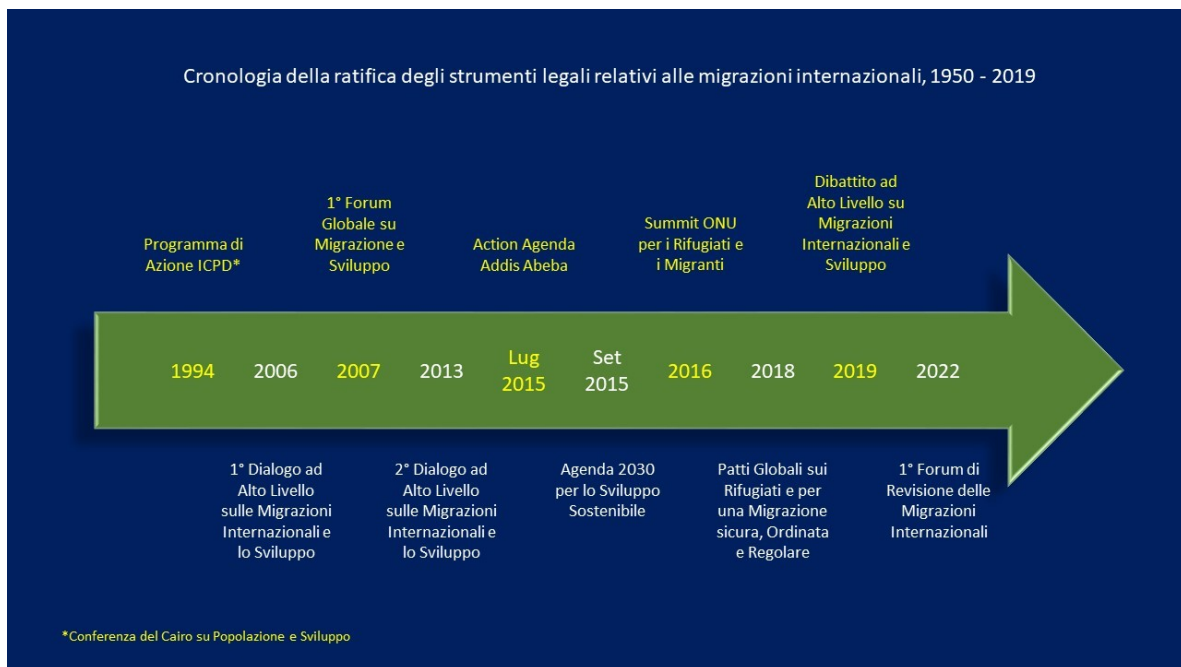 Cronologia della ratifica degli strumenti legali relativi alle migrazioni internazionali, 1950 - 2019
Programma di
Azione ICPD*
1° Forum
Globale su
Migrazione e
Sviluppo
Action Agenda
Addis Abeba
Summit ONU
per i Rifugiati e
i Migranti
Dibattito ad
Alto Livello su
Migrazioni
Internazionali e
Sviluppo
1994
2006
2007
2013
Lug
2015
Set
2015
2016
2018
2019
2022
1° Dialogo ad
Alto Livello
sulle Migrazioni
Internazionali e
lo Sviluppo
2° Dialogo ad
Alto Livello
sulle Migrazioni
Internazionali e
lo Sviluppo
Agenda 2030
per lo Sviluppo
Sostenibile
Patti Globali sui
Rifugiati e per
una Migrazione
sicura, Ordinata
e Regolare
1° Forum di
Revisione delle
Migrazioni
Internazionali
*Conferenza del Cairo su Popolazione e Sviluppo